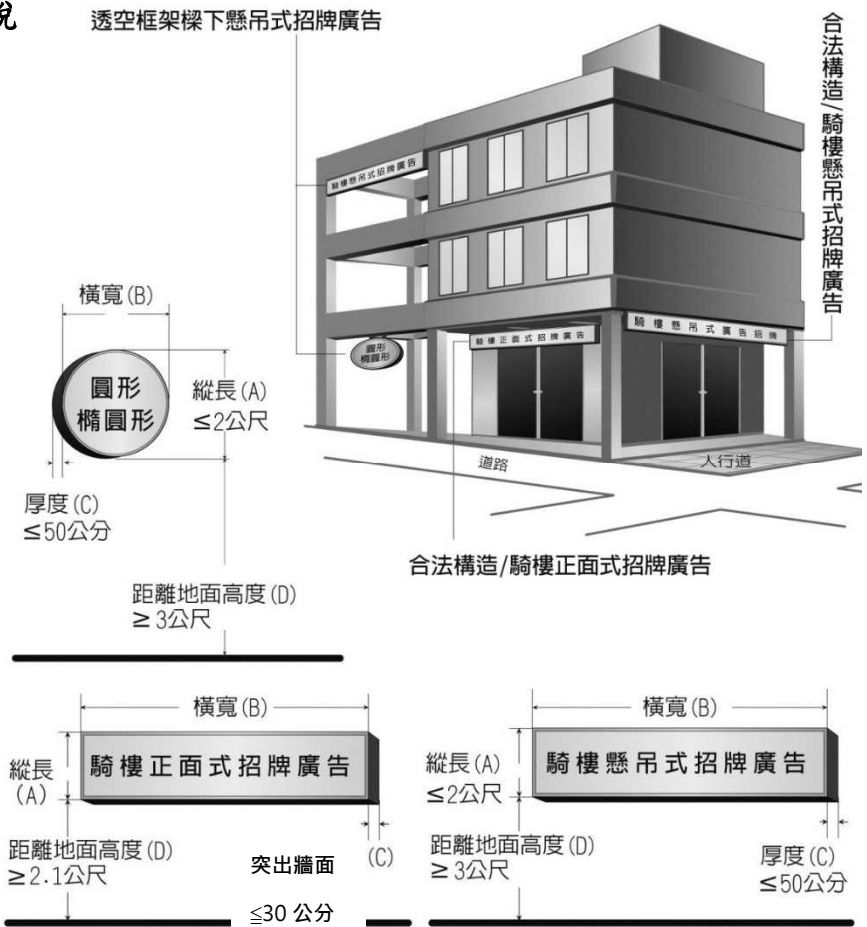 說
透空框架樑下懸吊式招牌廣告
合法構造/騎樓懸吊式招牌廣告
騎樓懸吊式招牌廣告
圓形
橢圓形
騎樓正面式招牌廣告
騎樓懸吊式廣告招牌
道路
人行道
合法構造/騎樓正面式招牌廣告
橫寬(B)
圓形
橢圓形
縱長(A)
≤2公尺
厚度(C)
≤50公分
距離地面高度(D)
≥3公尺
橫寬(B)
騎樓正面式招牌廣告
縱長
(A)
距離地面高度(D)
≥2.1公尺
突出牆面
≦30 公分
(C)
橫寬(B)
騎樓懸吊式招牌廣告
縱長(A)
≤2公尺
距離地面高度(D)
≥3公尺
厚度(C)
≤50公分